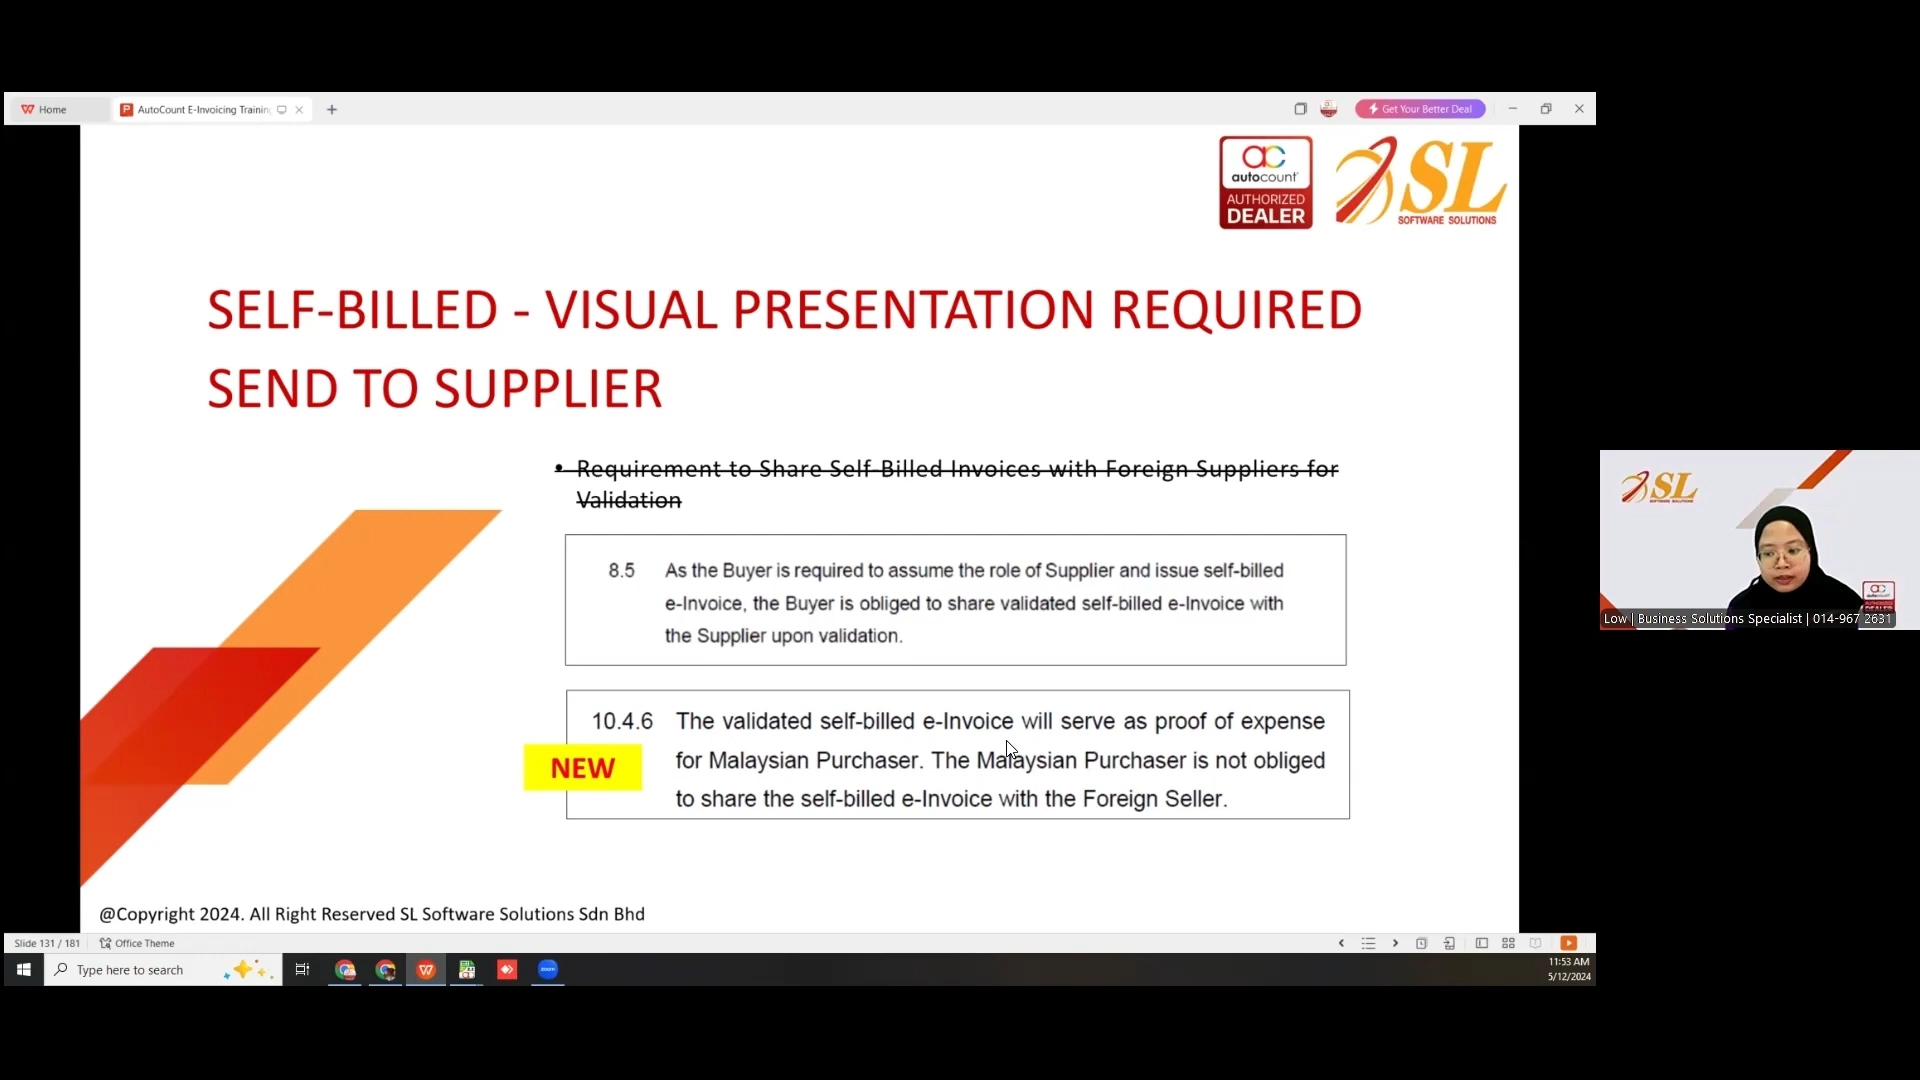 Home
AutoCount E-Invoicing Trainin
Get Your Better Deal
autocount
AUTHORIZED
DEALER
SL
SOFTWARE SOLUTIONS
SELF-BILLED - VISUAL PRESENTATION REQUIRED
SEND TO SUPPLIER
• Requirement to Share Self-Billed Invoices with Foreign Suppliers for
Validation
8.5 As the Buyer is required to assume the role of Supplier and issue self-billed
e-Invoice, the Buyer is obliged to share validated self-billed e-Invoice with
the Supplier upon validation.
10.4.6 The validated self-billed e-Invoice will serve as proof of expense
for Malaysian Purchaser. The Malaysian Purchaser is not obliged
to share the self-billed e-Invoice with the Foreign Seller.
NEW
@Copyright 2024. All Right Reserved SL Software Solutions Sdn Bhd
SL
SOFTWARE SOLUTIONS
Low | Business Solutions Specialist | 014-967 2631
Slide 131 / 181
Office Theme
Type here to search
zoom
11:53 AM
5/12/2024